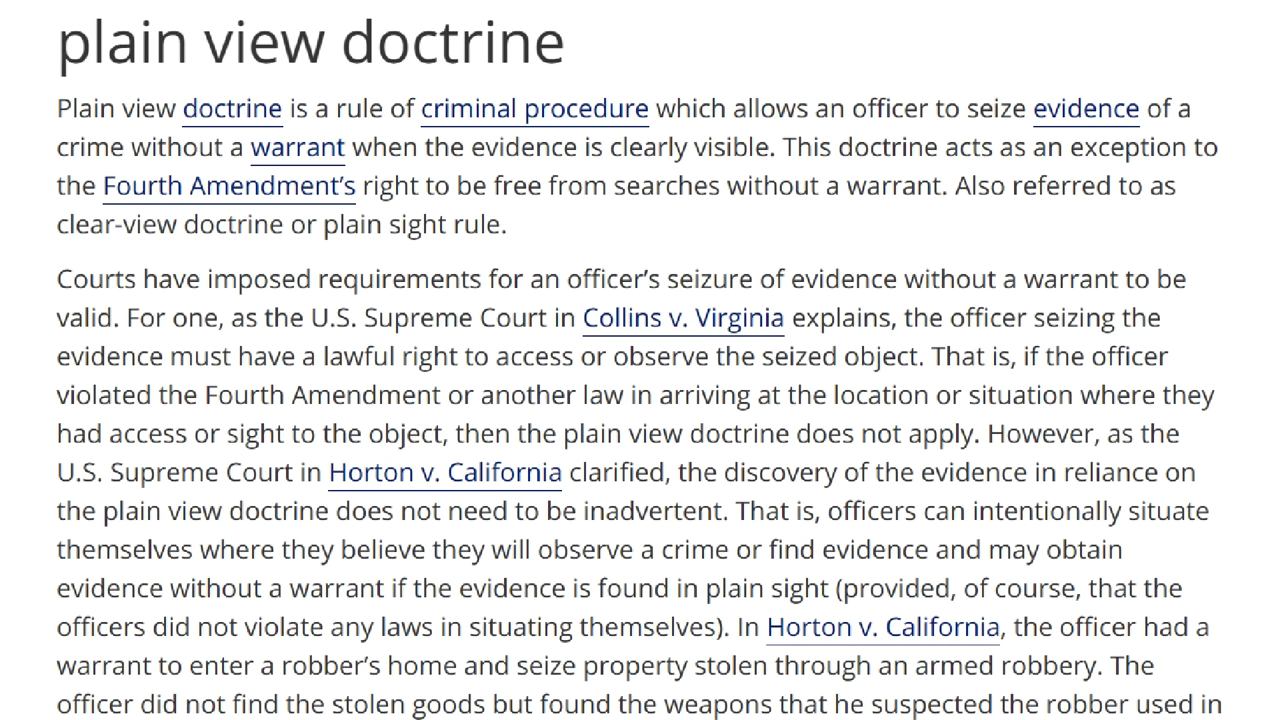 plain view doctrine
Plain view doctrine is a rule of criminal procedure which allows an officer to seize evidence of a
crime without a warrant when the evidence is clearly visible. This doctrine acts as an exception to
the Fourth Amendment’s right to be free from searches without a warrant. Also referred to as
clear-view doctrine or plain sight rule.
Courts have imposed requirements for an officer’s seizure of evidence without a warrant to be
valid. For one, as the U.S. Supreme Court in Collins v. Virginia explains, the officer seizing the
evidence must have a lawful right to access or observe the seized object. That is, if the officer
violated the Fourth Amendment or another law in arriving at the location or situation where they
had access or sight to the object, then the plain view doctrine does not apply. However, as the
U.S. Supreme Court in Horton v. California clarified, the discovery of the evidence in reliance on
the plain view doctrine does not need to be inadvertent. That is, officers can intentionally situate
themselves where they believe they will observe a crime or find evidence and may obtain
evidence without a warrant if the evidence is found in plain sight (provided, of course, that the
officers did not violate any laws in situating themselves). In Horton v. California, the officer had a
warrant to enter a robber’s home and seize property stolen through an armed robbery. The
officer did not find the stolen goods but found the weapons that he suspected the robber used in